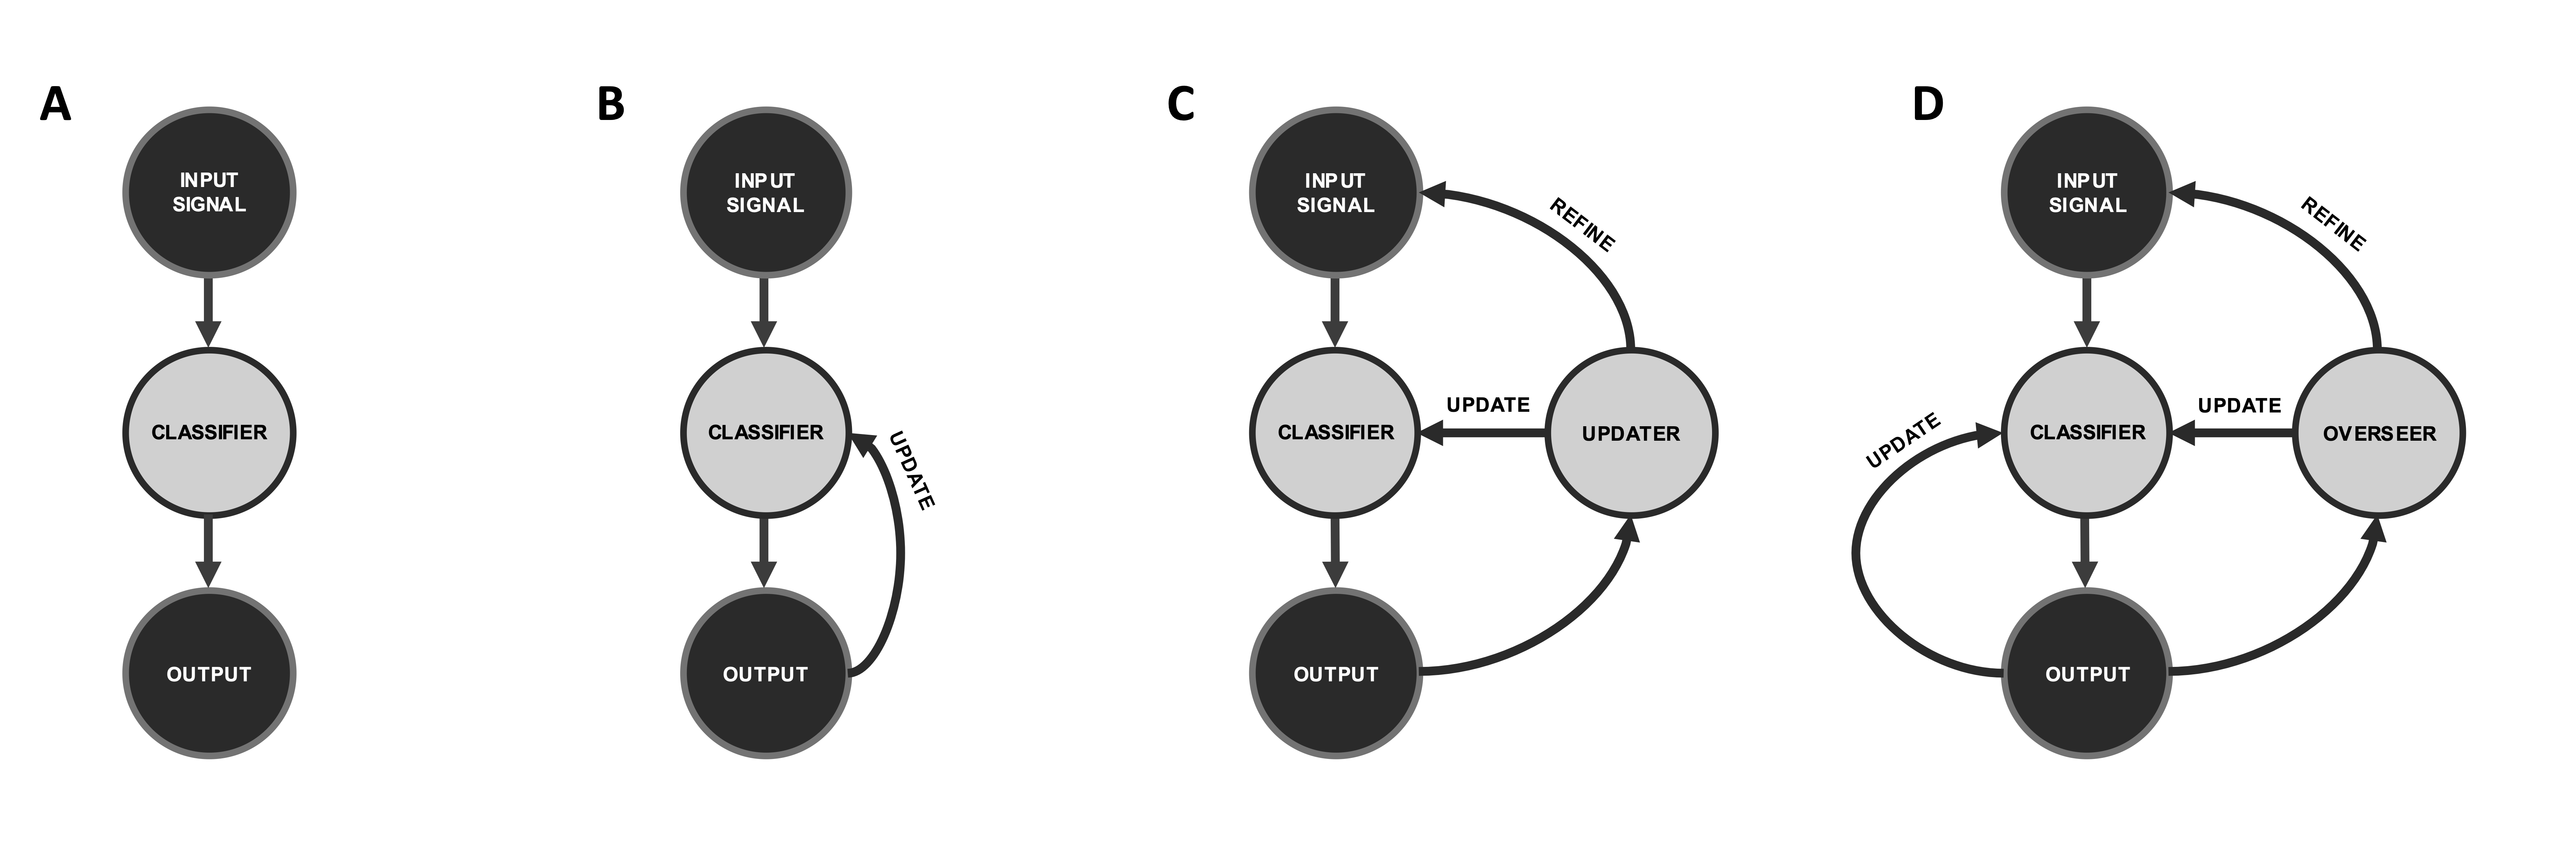 A
INPUT
SIGNAL
CLASSIFIER
OUTPUT
B
INPUT
SIGNAL
CLASSIFIER
UPDATE
OUTPUT
C
INPUT
SIGNAL
REFINE
CLASSIFIER
UPDATE
UPDATER
OUTPUT
D
INPUT
SIGNAL
REFINE
UPDATE
CLASSIFIER
UPDATE
OVERSEER
OUTPUT